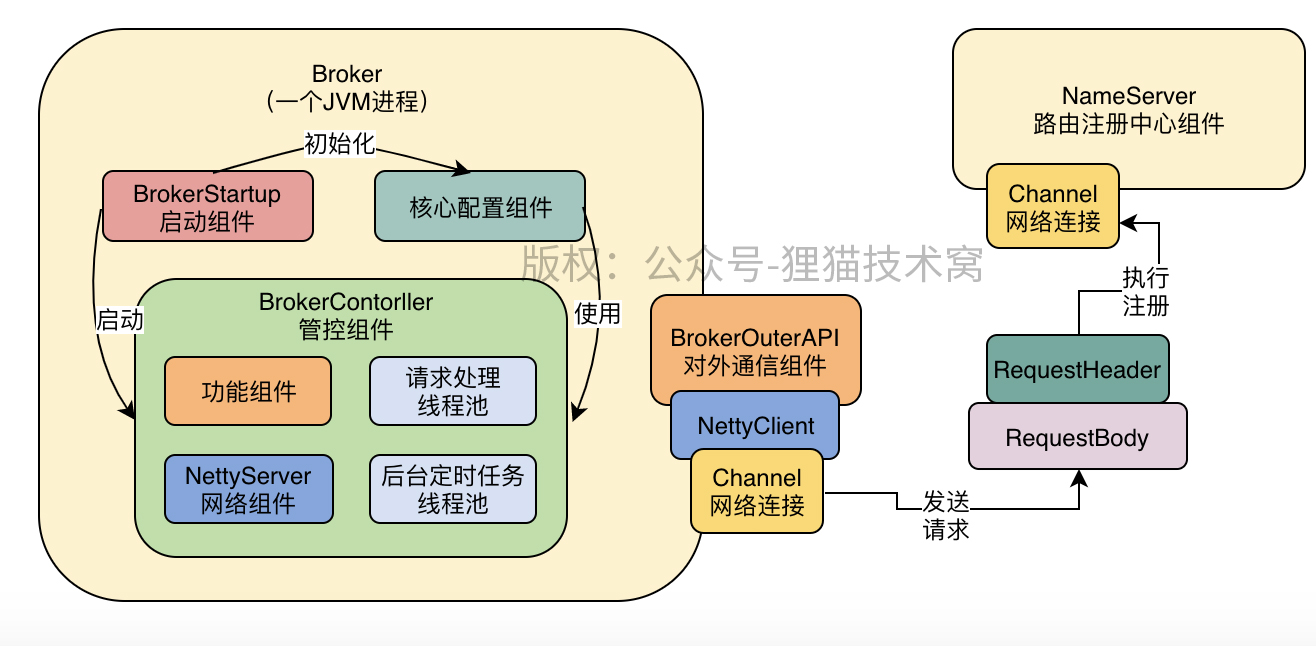 Broker
（一个JVM进程）
初始化
BrokerStartup
启动组件
核心配置组件
启动
使用
BrokerContorller
管控组件
功能组件
请求处理
线程池
NettyServer
网络组件
后台定时任务
线程池
版权：公众号-狸猫技术窝
BrokerOuterAPI
对外通信组件
NettyClient
Channel
网络连接
发送
请求
RequestHeader
RequestBody
执行
注册
NameServer
路由注册中心组件
Channel
网络连接